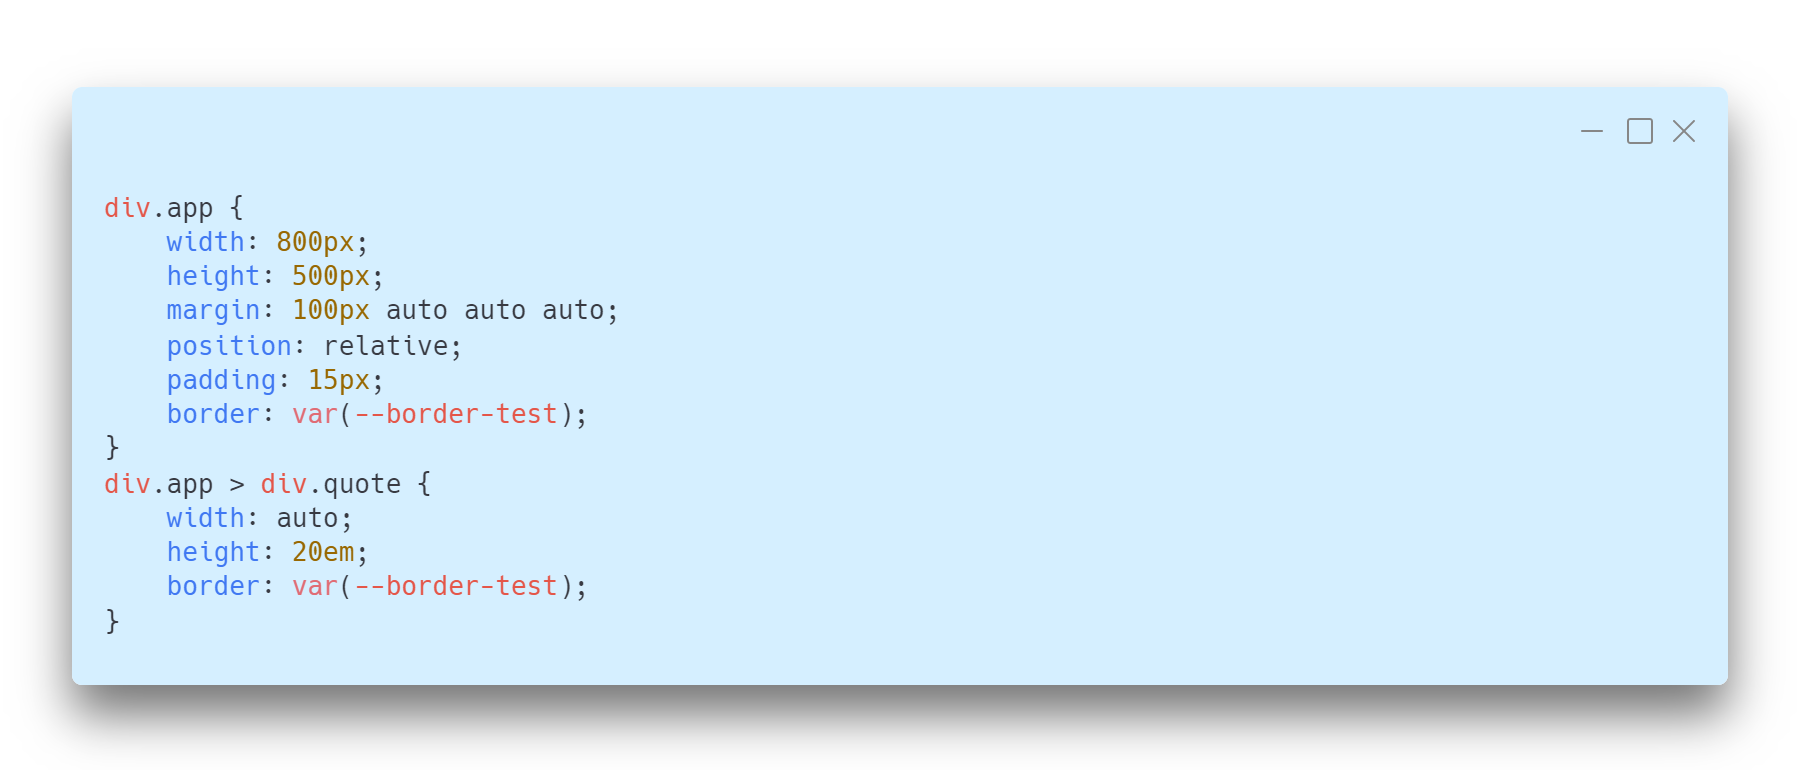 div.app {
    width: 800px;
    height: 500px;
    margin: 100px auto auto auto;
    position: relative;
    padding: 15px;
    border: var(--border-test);
}
div.app > div.quote {
    width: auto;
    height: 20em;
    border: var(--border-test);
}